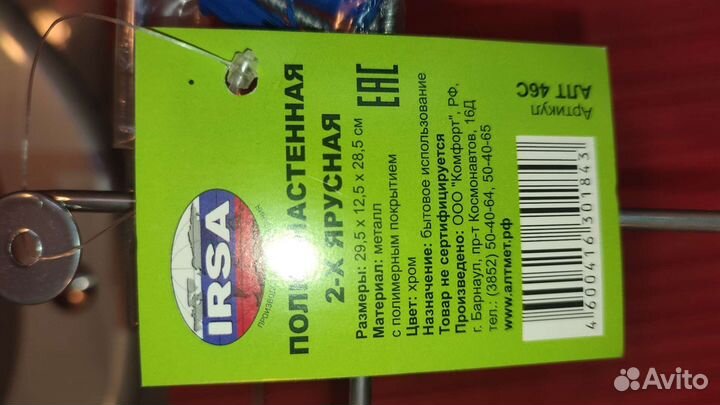 IRSA
ПОЛКА НАСТЕННАЯ
2-Х ЯРУСНАЯ
EAC
Размеры: 29,5 х 12,5 х 28,5 см
Материал: металл
с полимерным покрытием
Цвет: хром
Назначение: бытовое использование
Товар не сертифицируется
Произведено: ООО "Комфорт", РФ,
г. Барнаул, пр-т Космонавтов, 16Д
тел.: (3852) 50-40-64, 50-40-65
www.алтмет.рф
4 600416 301843
Артикул
АЛТ 46С
Avito